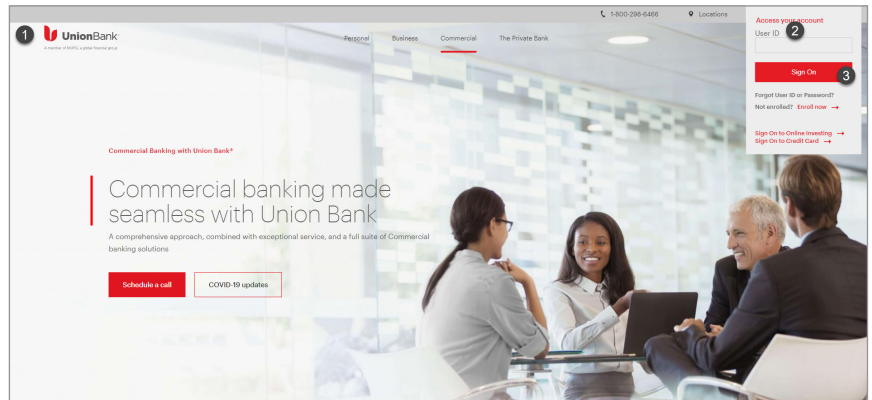 1-800-298-6466
Locations
1
UnionBank
A member of MUFG, a global financial group
Personal
Business
Commercial
The Private Bank
Access your account
User ID
2
Sign On
3
Forgot User ID or Password?
Not enrolled? Enroll now →
Sign On to Online Investing →
Sign On to Credit Card →
Commercial Banking with Union Bank®
Commercial banking made
seamless with Union Bank
A comprehensive approach, combined with exceptional service, and a full suite of Commercial
banking solutions
Schedule a call
COVID-19 updates